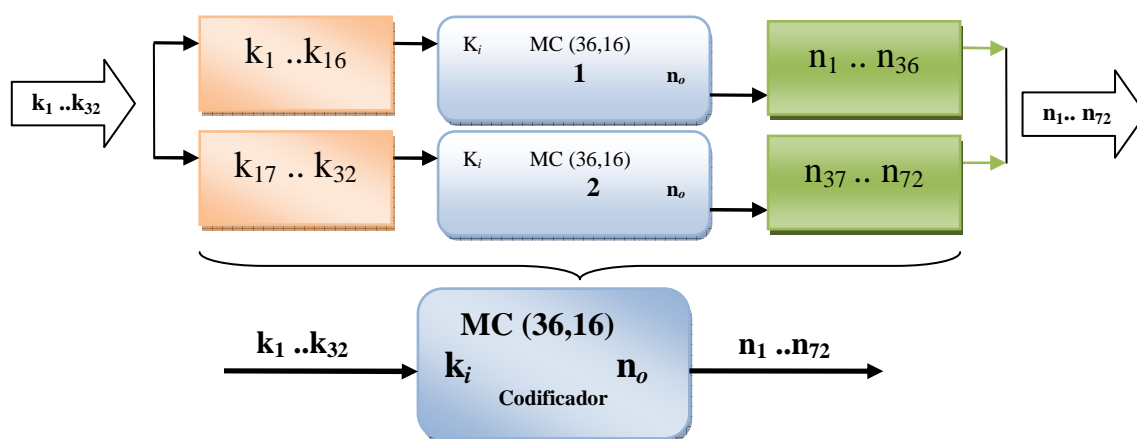 k1 ..k32
k1 ..k16
Ki MC (36,16)
1 no
n1 .. n36
n1.. n72
k17 .. k32
Ki MC (36,16)
2 no
n37 .. n72
k1 ..k32
MC (36,16)
ki no
Codificador
n1 ..n72